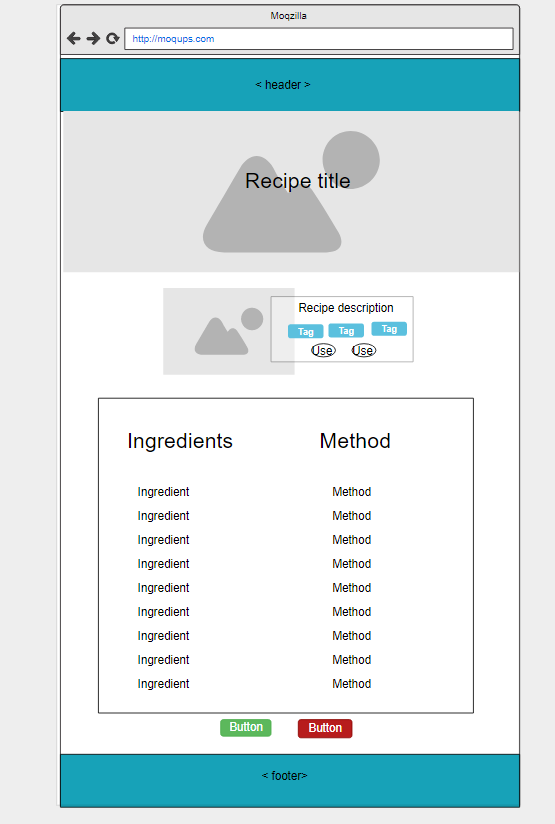 Moqzilla
http://moqups.com
< header >
Recipe title
Recipe description
Tag Tag Tag
Use Use
Ingredients Method
Ingredient Method
Ingredient Method
Ingredient Method
Ingredient Method
Ingredient Method
Ingredient Method
Ingredient Method
Ingredient Method
Ingredient Method
Button Button
< footer>